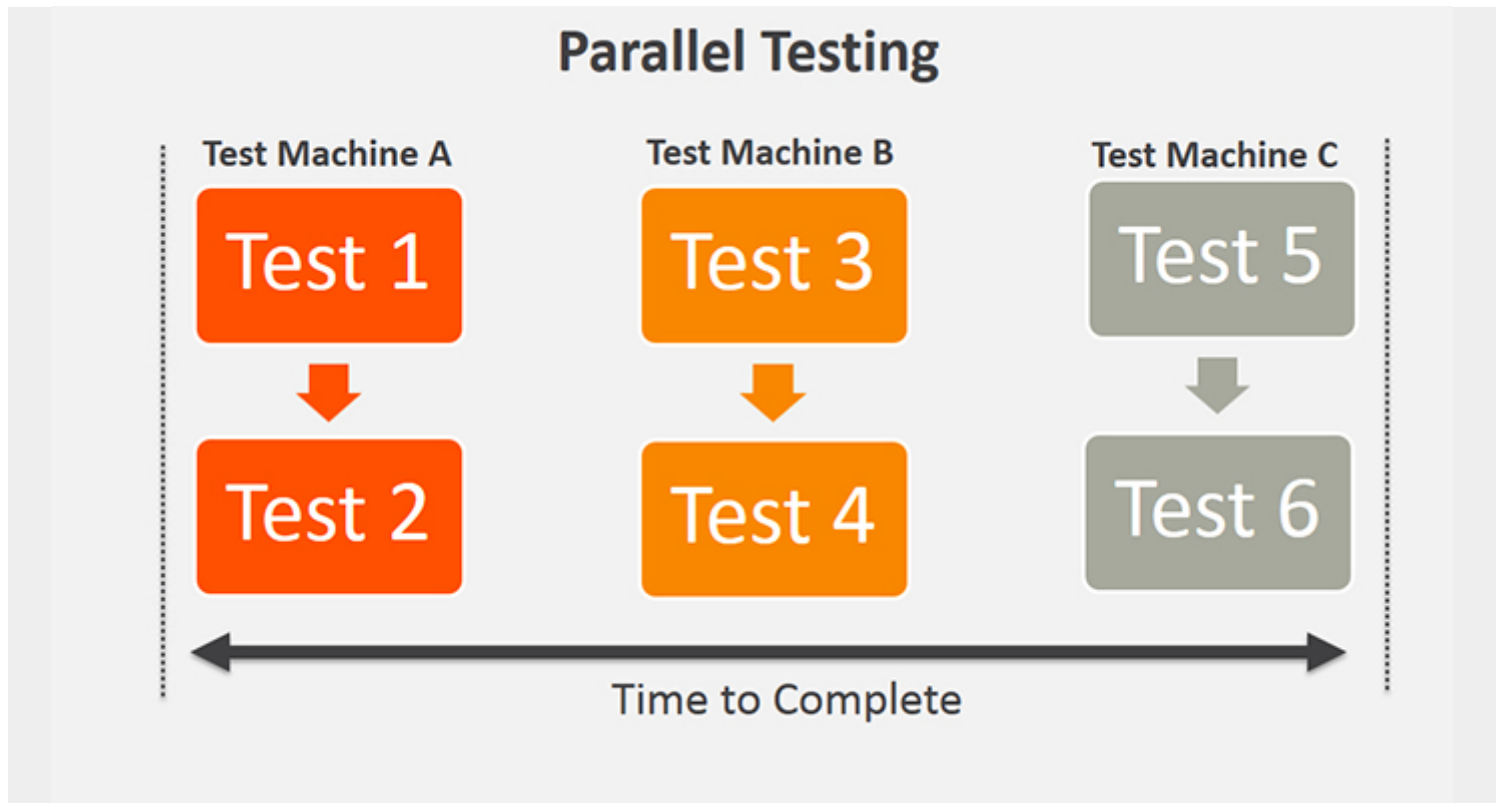 Parallel Testing
Test Machine A
Test Machine B
Test Machine C
Test 1
Test 3
Test 5
Test 2
Test 4
Test 6
Time to Complete